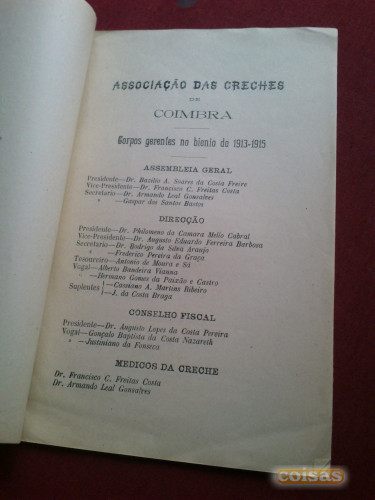 ASSOCIAÇÃO DAS CRECHES
DE
COIMBRA
Corpos gerentes no bienio de 1913-1915
ASSEMBLEIA GERAL
Presidente—Dr. Basilio A. Soares da Costa Freire
Vice-Presidente—Dr. Francisco C. Freitas Costa
Secretario—Dr. Armando Leal Gonsalves
» —Gaspar dos Santos Bastos
DIRECÇÃO
Presidente—Dr. Philomeno da Camara Mello Cabral
Vice-Presidente—Dr. Augusto Eduardo Ferreira Barbosa
Secretario—Dr. Rodrigo da Silva Araujo
» —Frederico Pereira da Graça
Tesoureiro—Antonio de Moura e Sá
Vogal—Alberto Bandeira Vianna
» —Hermano Gomes da Paixão e Castro
Suplentes —Cassiano A. Martins Ribeiro
—J. da Costa Braga
CONSELHO FISCAL
Presidente—Dr. Augusto Lopes da Costa Pereira
Vogal—Gonçalo Baptista da Costa Nazareth
» —Justiniano da Fonseca
MEDICOS DA CRECHE
Dr. Francisco C. Freitas Costa
Dr. Armando Leal Gonsalves
coisas